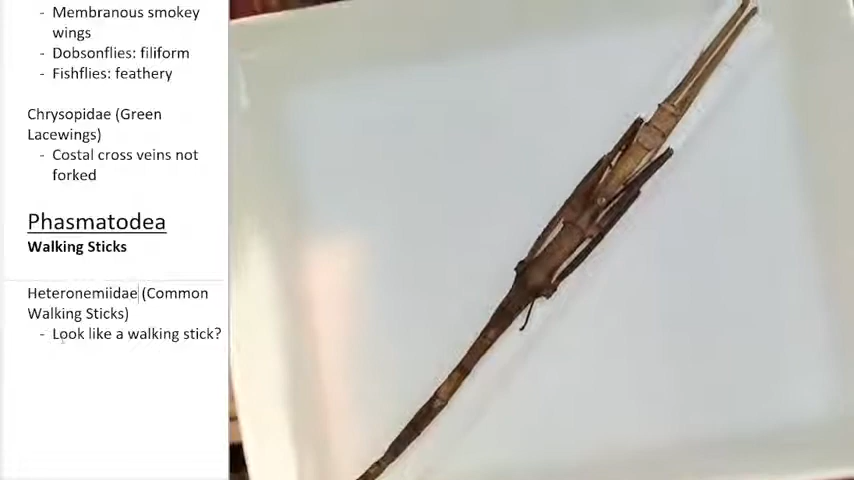 - Membranous smokey
wings
- Dobsonflies: filiform
- Fishflies: feathery
Chrysopidae (Green
Lacewings)
- Costal cross veins not
forked
Phasmatodea
Walking Sticks
Heteronemiidae (Common
Walking Sticks)
- Look like a walking stick?